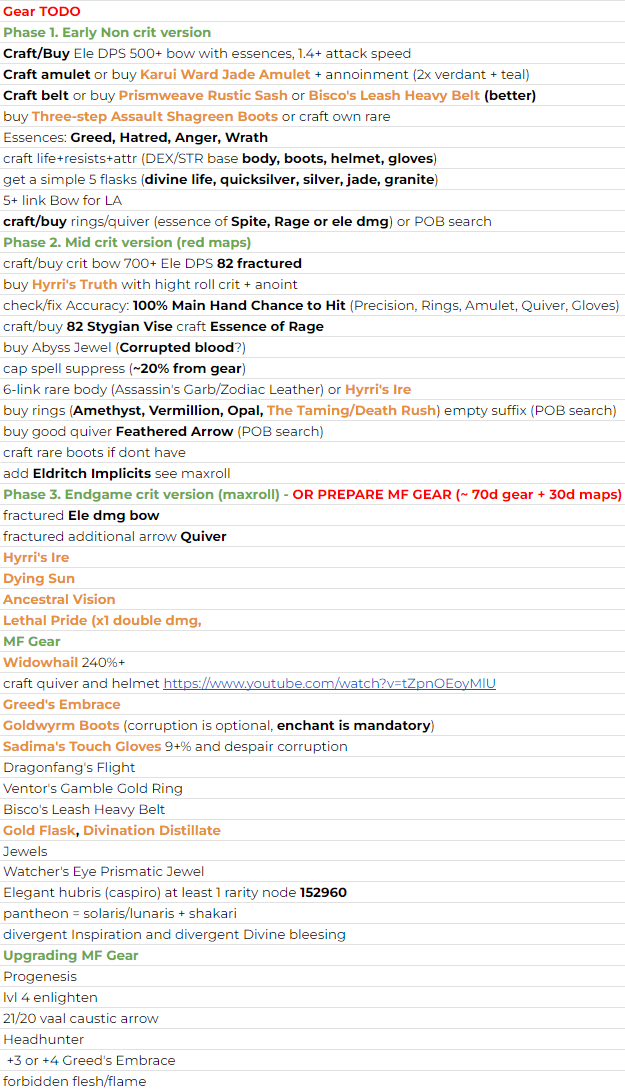 Gear TODO
Phase 1. Early Non crit version
Craft/Buy Ele DPS 500+ bow with essences, 1.4+ attack speed
Craft amulet or buy Karui Ward Jade Amulet + annoinment (2x verdant + teal)
Craft belt or buy Prismweave Rustic Sash or Bisco's Leash Heavy Belt (better)
buy Three-step Assault Shagreen Boots or craft own rare
Essences: Greed, Hatred, Anger, Wrath
craft life+resists+attr (DEX/STR base body, boots, helmet, gloves)
get a simple 5 flasks (divine life, quicksilver, silver, jade, granite)
5+ link Bow for LA
craft/buy rings/quiver (essence of Spite, Rage or ele dmg) or POB search
Phase 2. Mid crit version (red maps)
craft/buy crit bow 700+ Ele DPS 82 fractured
buy Hyrri's Truth with hight roll crit + anoint
check/fix Accuracy: 100% Main Hand Chance to Hit (Precision, Rings, Amulet, Quiver, Gloves)
craft/buy 82 Stygian Vise craft Essence of Rage
buy Abyss Jewel (Corrupted blood?)
cap spell suppress (~20% from gear)
6-link rare body (Assassin's Garb/Zodiac Leather) or Hyrri's Ire
buy rings (Amethyst, Vermillion, Opal, The Taming/Death Rush) empty suffix (POB search)
buy good quiver Feathered Arrow (POB search)
craft rare boots if dont have
add Eldritch Implicits see maxroll
Phase 3. Endgame crit version (maxroll) - OR PREPARE MF GEAR (~ 70d gear + 30d maps)
fractured Ele dmg bow
fractured additional arrow Quiver
Hyrri's Ire
Dying Sun
Ancestral Vision
Lethal Pride (x1 double dmg,
MF Gear
Widowhail 240%+
craft quiver and helmet https://www.youtube.com/watch?v=tZpnOEoyMlU
Greed's Embrace
Goldwyrm Boots (corruption is optional, enchant is mandatory)
Sadima's Touch Gloves 9+% and despair corruption
Dragonfang's Flight
Ventor's Gamble Gold Ring
Bisco's Leash Heavy Belt
Gold Flask, Divination Distillate
Jewels
Watcher's Eye Prismatic Jewel
Elegant hubris (caspiro) at least 1 rarity node 152960
pantheon = solaris/lunaris + shakari
divergent Inspiration and divergent Divine bleesing
Upgrading MF Gear
Progenesis
lvl 4 enlighten
21/20 vaal caustic arrow
Headhunter
+3 or +4 Greed's Embrace
forbidden flesh/flame